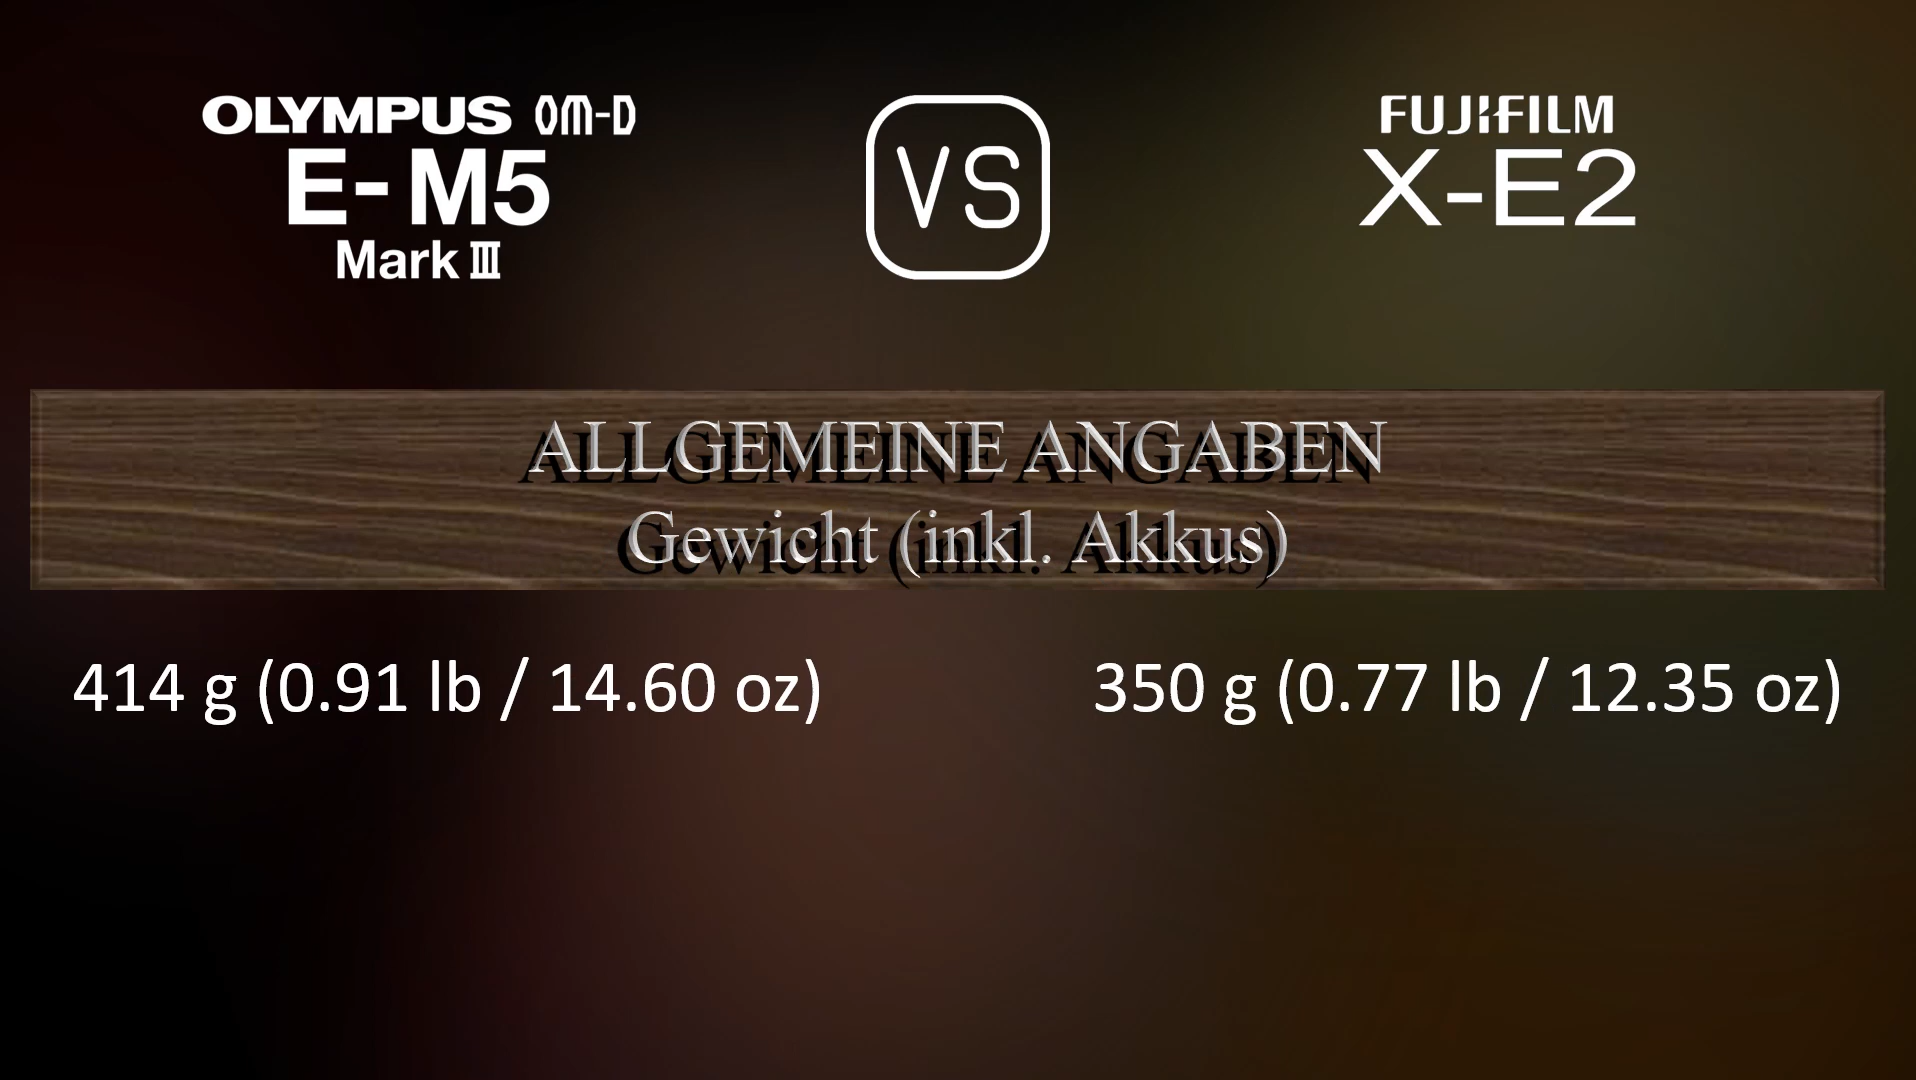 OLYMPUS OM-D
E-M5
Mark III
VS
FUJIFILM
X-E2
ALLGEMEINE ANGABEN
Gewicht (inkl. Akkus)
414 g (0.91 lb / 14.60 oz)
350 g (0.77 lb / 12.35 oz)